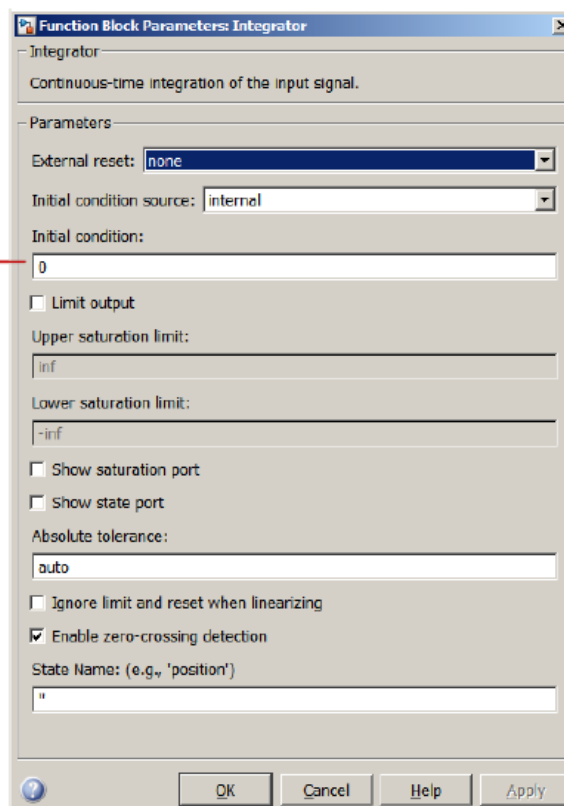 Function Block Parameters: Integrator
Integrator
Continuous-time integration of the input signal.
Parameters
External reset: none
Initial condition source: internal
Initial condition:
0
Limit output
Upper saturation limit:
inf
Lower saturation limit:
-inf
Show saturation port
Show state port
Absolute tolerance:
auto
Ignore limit and reset when linearizing
Enable zero-crossing detection
State Name: (e.g., 'position')
''
OK Cancel Help Apply